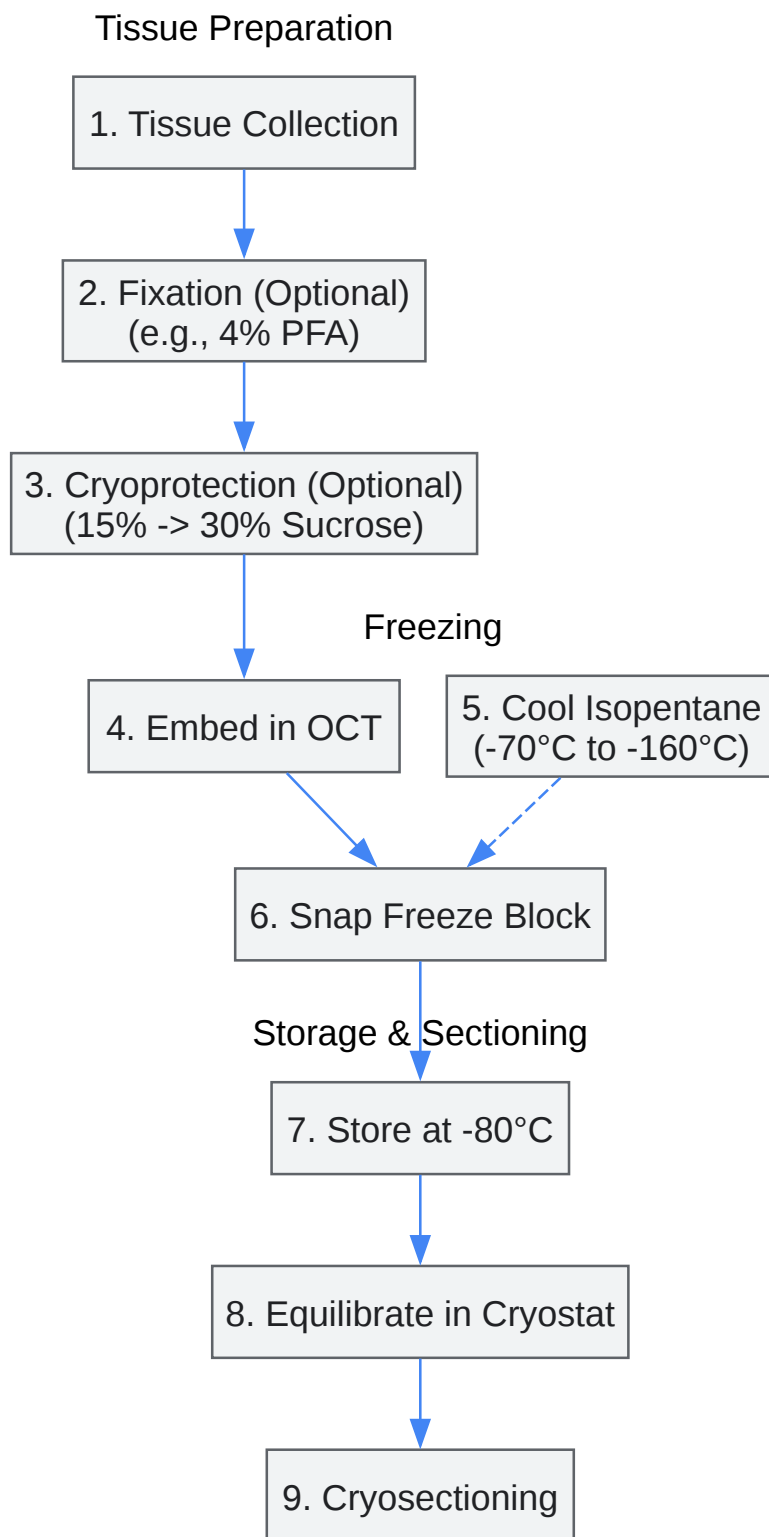 Tissue Preparation
1. Tissue Collection
2. Fixation (Optional)
(e.g., 4% PFA)
3. Cryoprotection (Optional)
(15% -> 30% Sucrose)
Freezing
4. Embed in OCT
5. Cool Isopentane
(-70°C to -160°C)
6. Snap Freeze Block
Storage & Sectioning
7. Store at -80°C
8. Equilibrate in Cryostat
9. Cryosectioning